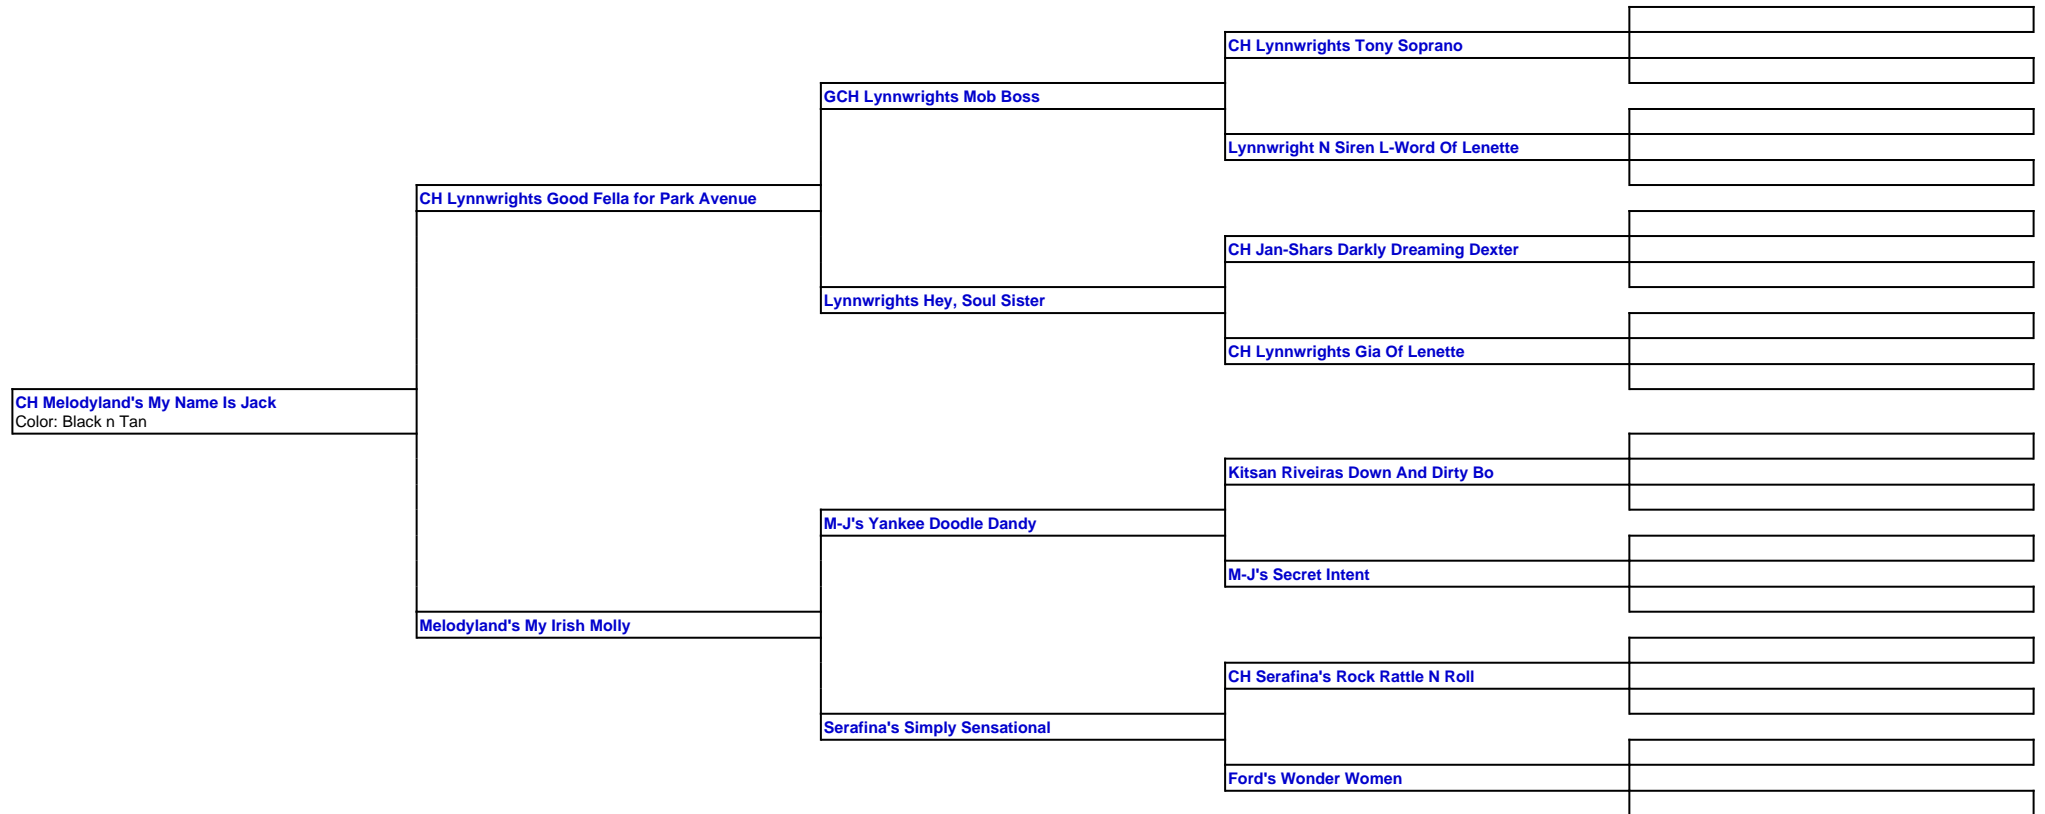 CH Lynnwrights Tony Soprano
GCH Lynnwrights Mob Boss
Lynnwright N Siren L-Word Of Lenette
CH Lynnwrights Good Fella for Park Avenue
CH Jan-Shars Darkly Dreaming Dexter
Lynnwrights Hey, Soul Sister
CH Lynnwrights Gia Of Lenette
CH Melodyland's My Name Is Jack
Color: Black n Tan
Kitsan Riveiras Down And Dirty Bo
M-J's Yankee Doodle Dandy
M-J's Secret Intent
Melodyland's My Irish Molly
CH Serafina's Rock Rattle N Roll
Serafina's Simply Sensational
Ford's Wonder Women